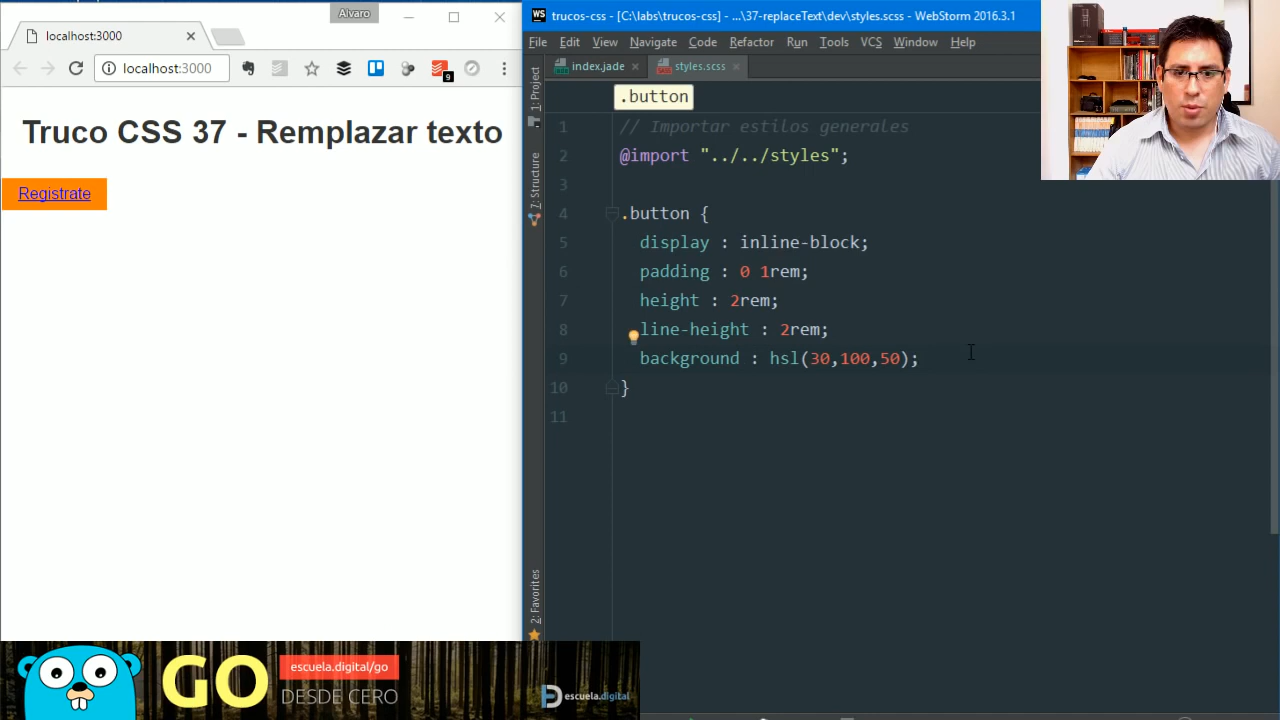 Alvaro
localhost:3000
localhost:3000
9
Truco CSS 37 - Remplazar texto
Registrate
WS
trucos-css - [C:\labs\trucos-css] - ...\37-replaceText\dev\styles.scss - WebStorm 2016.3.1
File Edit View Navigate Code Refactor Run Tools VCS Window Help
index.jade
styles.scss
1: Project
7: Structure
2: Favorites
.button
1 // Importar estilos generales
2 @import "../../styles";
3
4 .button {
5 display : inline-block;
6 padding : 0 1rem;
7 height : 2rem;
8 line-height : 2rem;
9 background : hsl(30,100,50);
10 }
11
GO
escuela.digital/go
DESDE CERO
escuela.digital